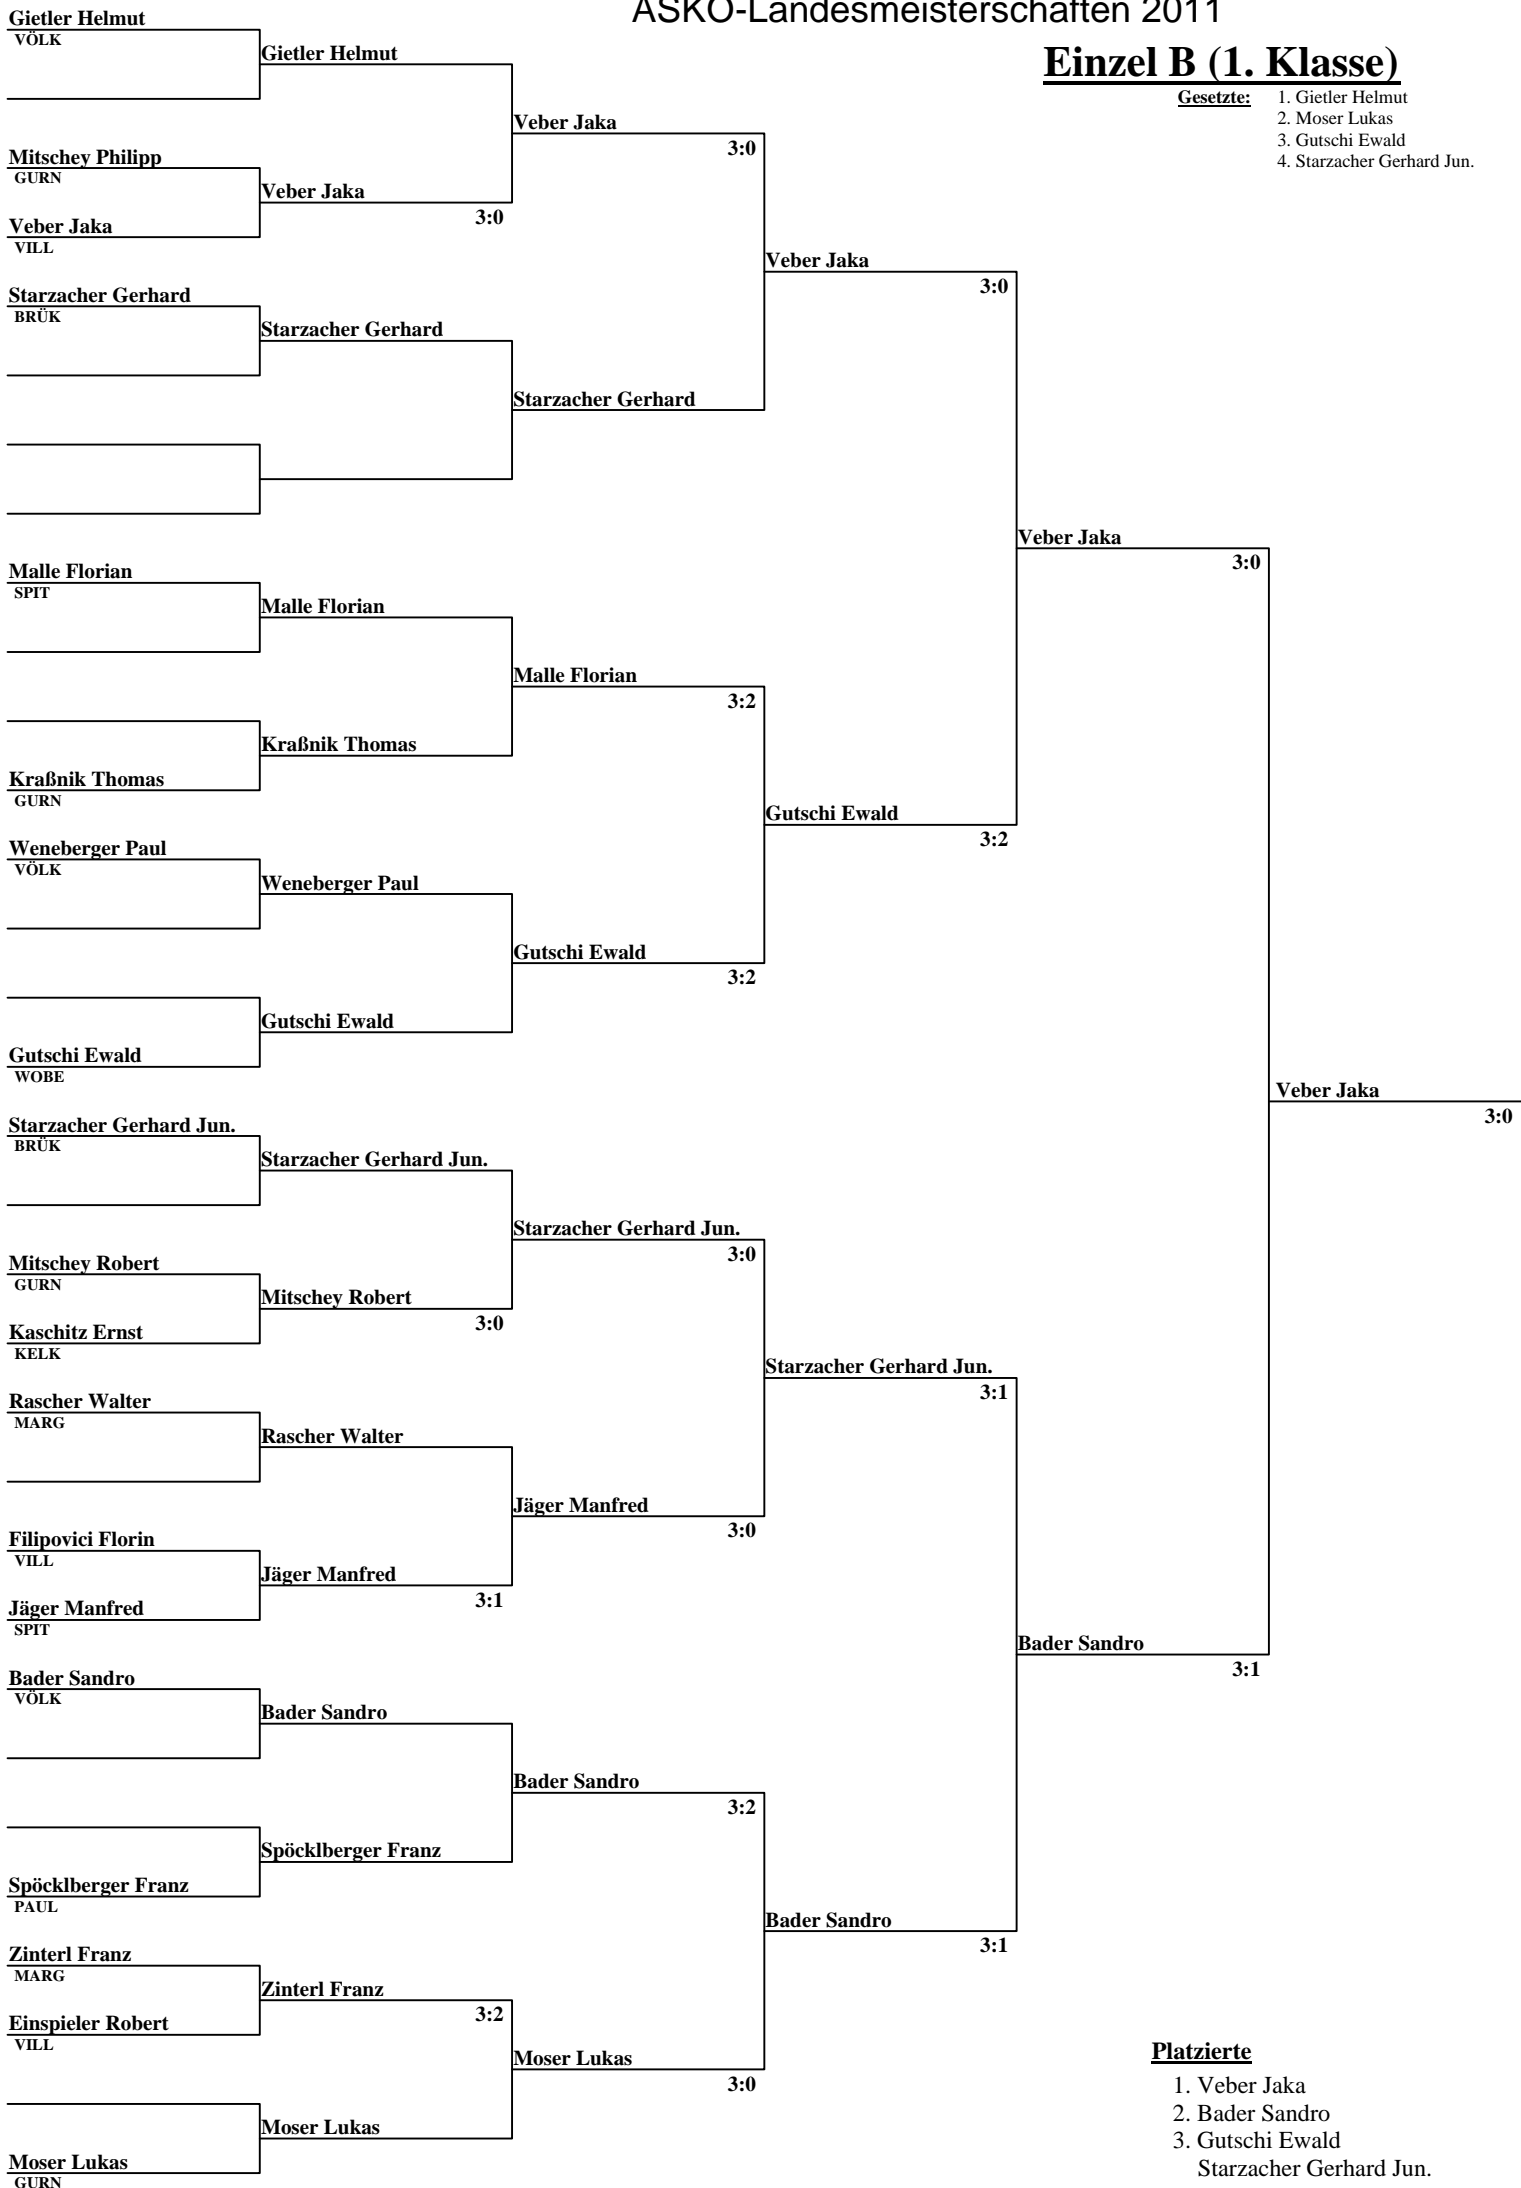 ASKÖ-Landesmeisterschaften 2011
Einzel B (1. Klasse)
Gesetzte: 1. Gietler Helmut
2. Moser Lukas
3. Gutschi Ewald
4. Starzacher Gerhard Jun.
Gietler Helmut
VÖLK
Mitschey Philipp
GURN
Veber Jaka
VILL
Starzacher Gerhard
BRÜK
Malle Florian
SPIT
Kraßnik Thomas
GURN
Weneberger Paul
VÖLK
Gutschi Ewald
WOBE
Starzacher Gerhard Jun.
BRÜK
Mitschey Robert
GURN
Kaschitz Ernst
KELK
Rascher Walter
MARG
Filipovici Florin
VILL
Jäger Manfred
SPIT
Bader Sandro
VÖLK
Spöcklberger Franz
PAUL
Zinterl Franz
MARG
Einspieler Robert
VILL
Moser Lukas
GURN
Gietler Helmut
Veber Jaka
3:0
Starzacher Gerhard
Malle Florian
Kraßnik Thomas
Weneberger Paul
Gutschi Ewald
Starzacher Gerhard Jun.
Mitschey Robert
3:0
Rascher Walter
Jäger Manfred
3:1
Bader Sandro
Spöcklberger Franz
Zinterl Franz
3:2
Moser Lukas
Veber Jaka
3:0
Starzacher Gerhard
Malle Florian
3:2
Gutschi Ewald
3:2
Starzacher Gerhard Jun.
3:0
Jäger Manfred
3:0
Bader Sandro
3:2
Moser Lukas
3:0
Veber Jaka
3:0
Gutschi Ewald
3:2
Starzacher Gerhard Jun.
3:1
Bader Sandro
3:1
Veber Jaka
3:0
Bader Sandro
3:1
Veber Jaka
3:0
Platzierte
1. Veber Jaka
2. Bader Sandro
3. Gutschi Ewald
Starzacher Gerhard Jun.